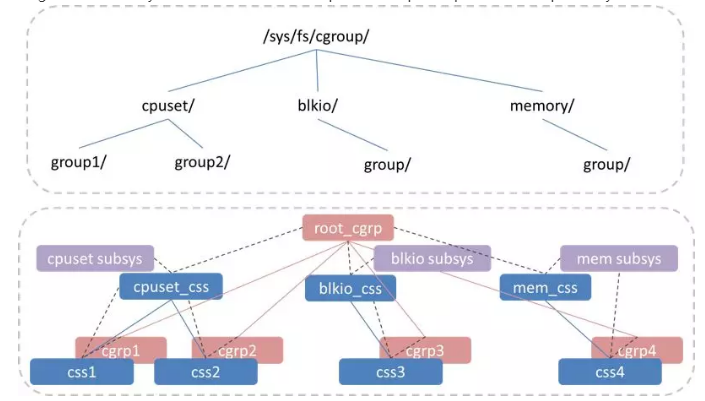 /sys/fs/cgroup/
cpuset/ blkio/ memory/
group1/ group2/ group/ group/
root_cgrp
cpuset subsys blkio subsys mem subsys
cpuset_css blkio_css mem_css
cgrp1 cgrp2 cgrp3 cgrp4
css1 css2 css3 css4